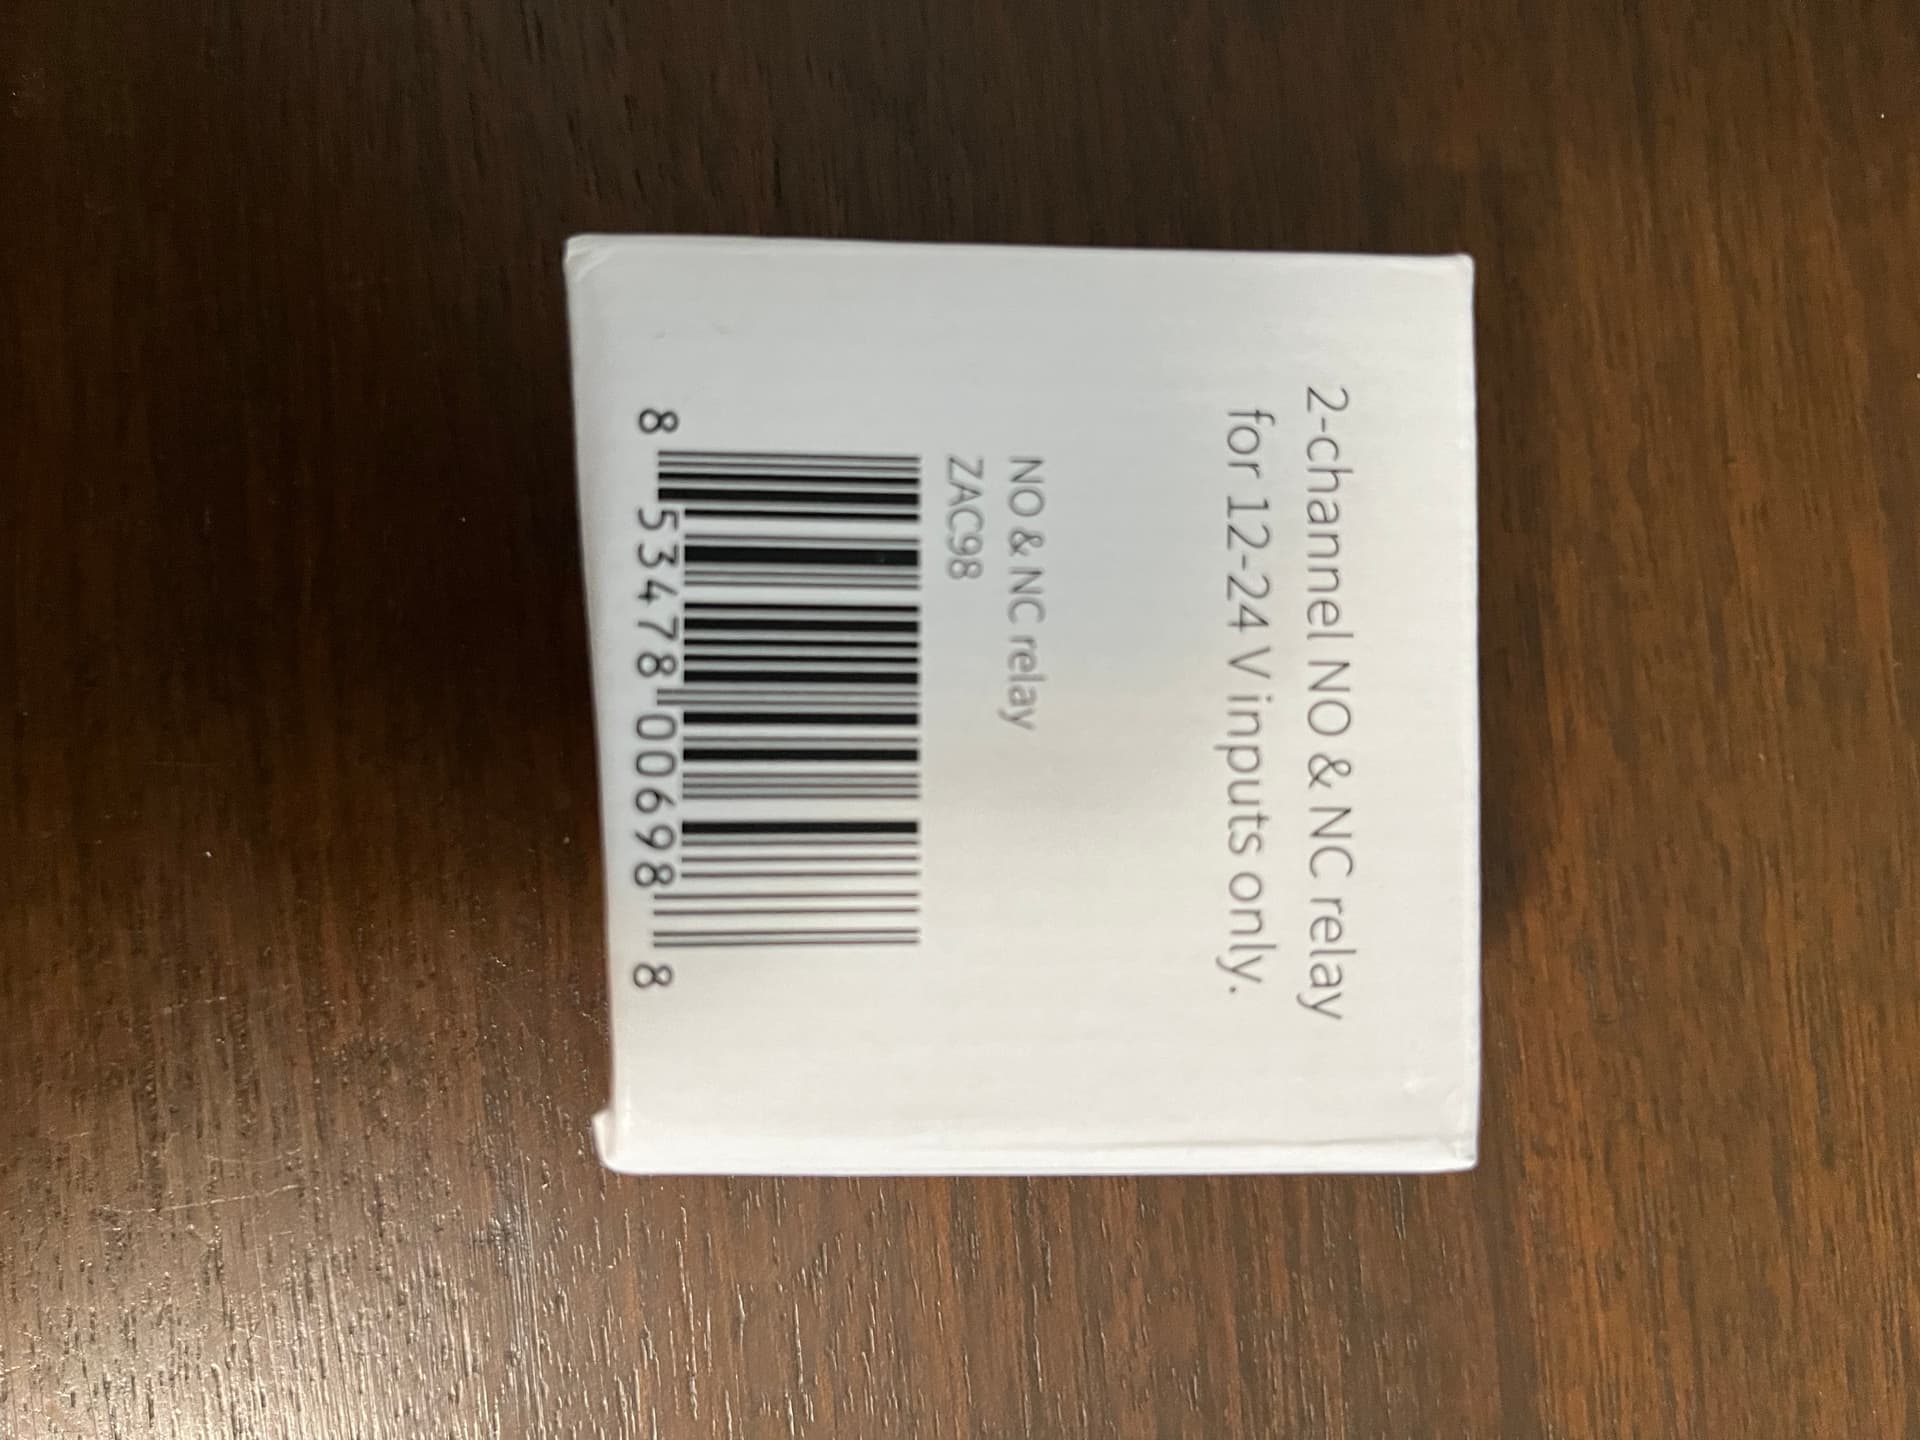 2-channel NO & NC relay
for 12-24 V inputs only.
NO & NC relay
ZAC98
8 53478 00698 8